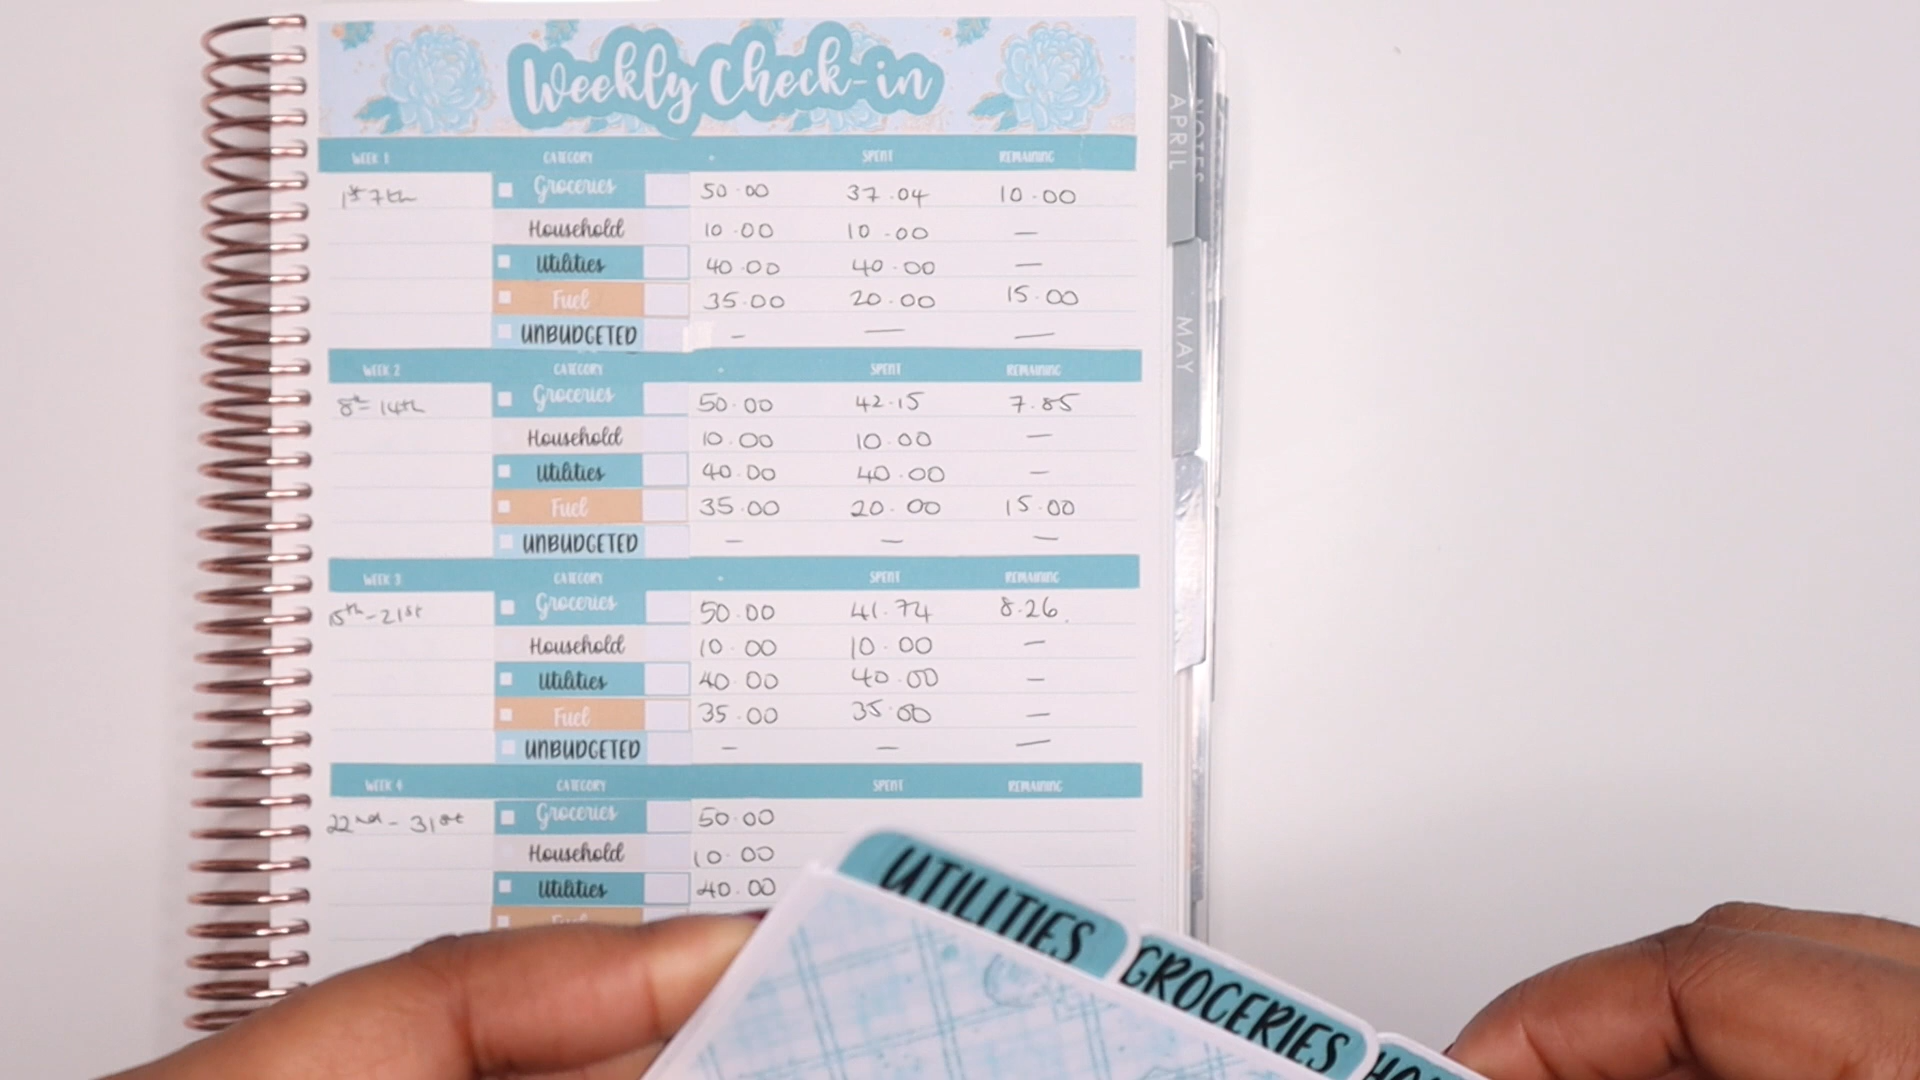 Weekly Check-in
WEEK 1 CATEGORY SPENT REMAINING
1st 7th Groceries 50.00 37.04 10.00
Household 10.00 10.00 —
Utilities 40.00 40.00 —
Fuel 35.00 20.00 15.00
UNBUDGETED — — —
WEEK 2 CATEGORY SPENT REMAINING
8th - 14th Groceries 50.00 42.15 7.85
Household 10.00 10.00 —
Utilities 40.00 40.00 —
Fuel 35.00 20.00 15.00
UNBUDGETED — — —
WEEK 3 CATEGORY SPENT REMAINING
15th - 21st Groceries 50.00 41.74 8.26
Household 10.00 10.00 —
Utilities 40.00 40.00 —
Fuel 35.00 35.00 —
UNBUDGETED — — —
WEEK 4 CATEGORY SPENT REMAINING
22nd - 31st Groceries 50.00
Household 10.00
Utilities 40.00
Fuel
UTILITIES
GROCERIES
APRIL
NOTES
MAY